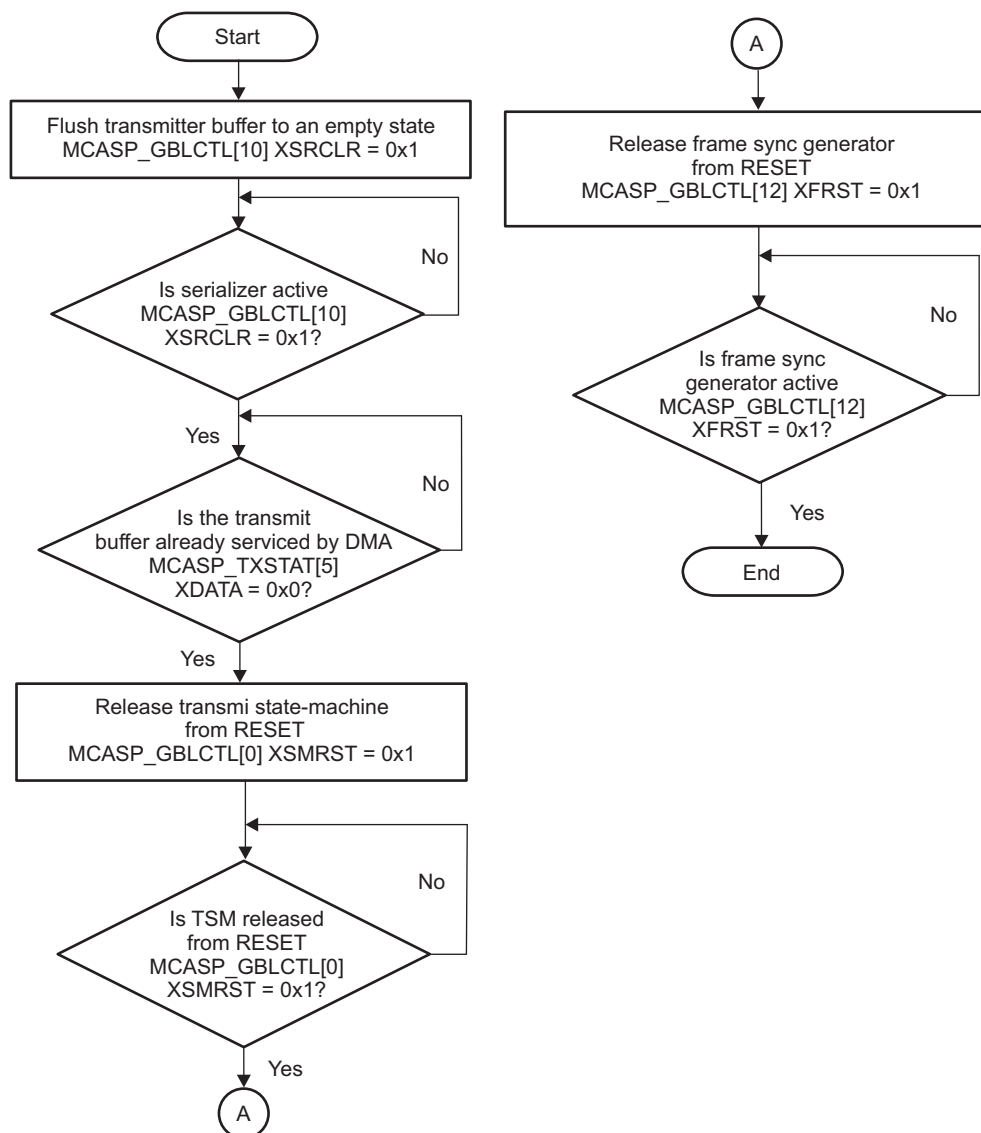 Start
Flush transmitter buffer to an empty state
MCASP_GBLCTL[10] XSRCLR = 0x1
No
Is serializer active
MCASP_GBLCTL[10]
XSRCLR = 0x1?
Yes
No
Is the transmit
buffer already serviced by DMA
MCASP_TXSTAT[5]
XDATA = 0x0?
Yes
Release transmi state-machine
from RESET
MCASP_GBLCTL[0] XSMRST = 0x1
No
Is TSM released
from RESET
MCASP_GBLCTL[0]
XSMRST = 0x1?
Yes
A
A
Release frame sync generator
from RESET
MCASP_GBLCTL[12] XFRST = 0x1
No
Is frame sync
generator active
MCASP_GBLCTL[12]
XFRST = 0x1?
Yes
End